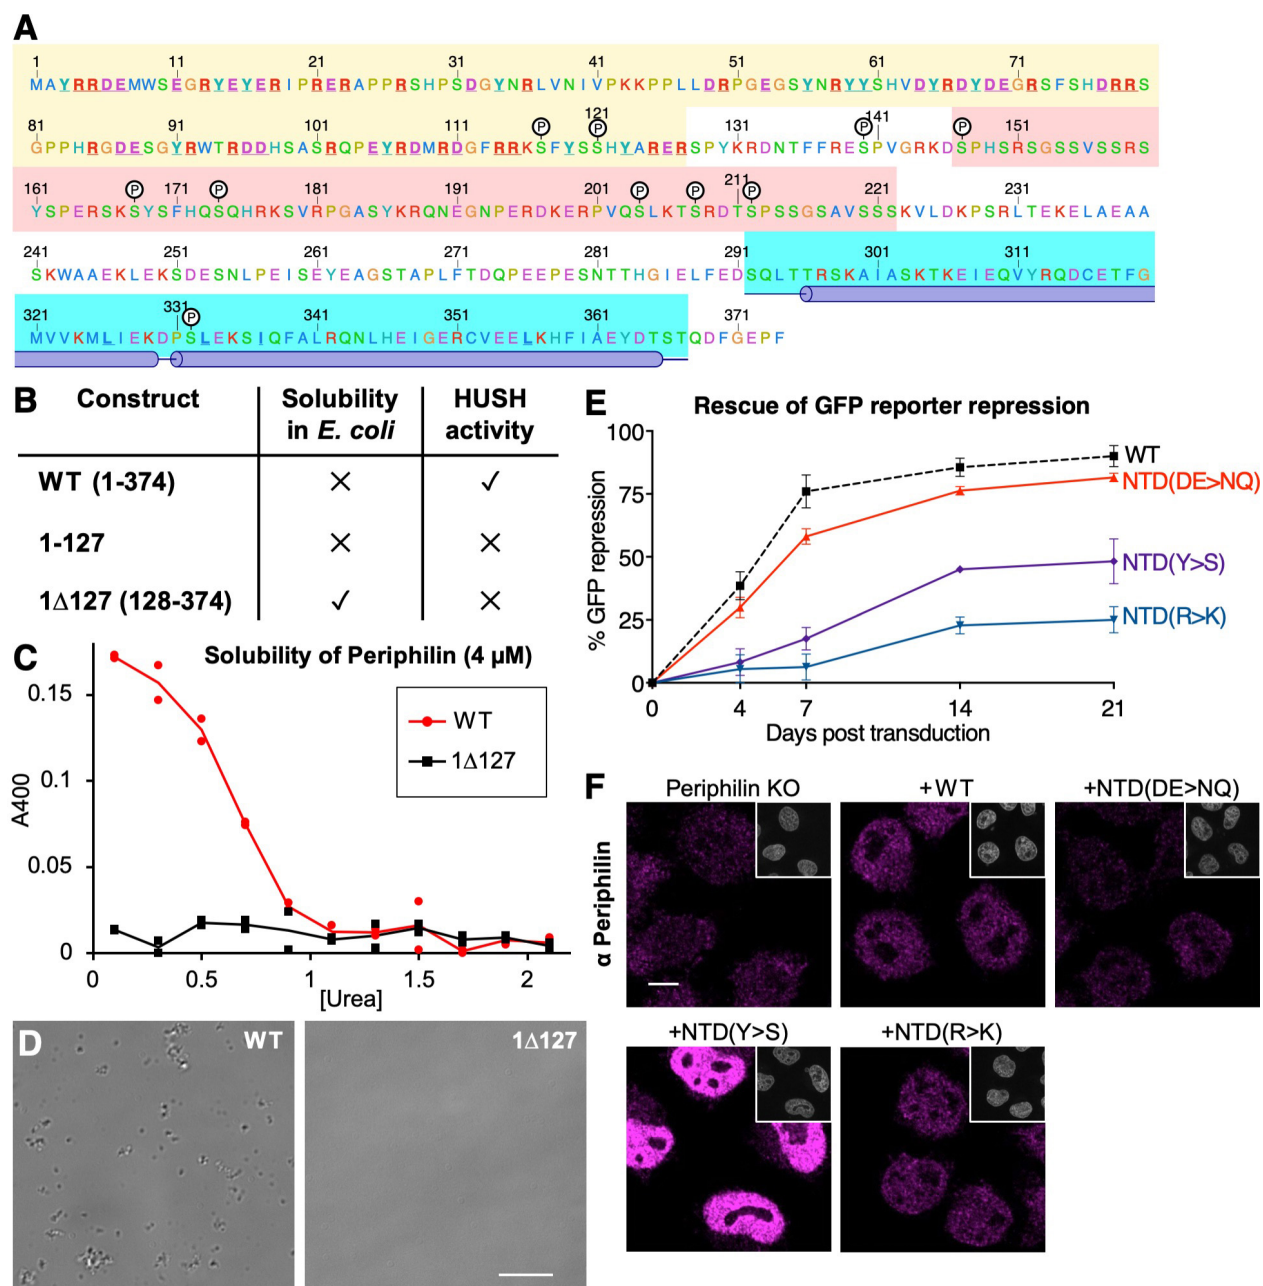 A
1 11 21 31 41 51 61 71
MAYRRDEMWSEGRYEYERIPRERAPPRSHPSDGYNRLVNIVPKKPPLLDRPGEGSYNRYYSHVDYRDYDEGRSFSHDRRS
81 91 101 111 P 121 P 131 P 141 P 151
GPPHRGDESGYRWTRDDHSASRQPEYRDMRDGFRRKSFYSSHYARERSPYKRDNTFFRESPVGRKDSPHSRSGSSVSSRS
161 P 171 P 181 191 201 P P 211 P 221 231
YSPERSKSYSFHQSQHRKSVRPGASYKRQNEGNPERDKERPVQSLKTSRDTSPSSGSAVSSSKVLDKPSRLTEKELAEAA
241 251 261 271 281 291 301 311
SKWAAEKLEKSDESNLPEISEYEAGSTAPLFTDQPEEPESNTTHGIELFEDSQLTTRSKAIASKTKEIEQVYRQDCETFG
321 331 P 341 351 361 371
MVVKMLIEKDPSLEKSIQFALRQNLHEIGERCVEELKHFIAEYDTSTQDFGEPF
B
Construct Solubility in E. coli HUSH activity
WT (1-374) × ✓
1-127 × ×
1Δ127 (128-374) ✓ ×
C
Solubility of Periphilin (4 µM)
WT
1Δ127
A400
0.15
0.1
0.05
0
0 0.5 1 1.5 2
[Urea]
D
WT
1Δ127
E
Rescue of GFP reporter repression
% GFP repression
100
75
50
25
0
WT
NTD(DE>NQ)
NTD(Y>S)
NTD(R>K)
0 4 7 14 21
Days post transduction
F
α Periphilin
Periphilin KO
+WT
+NTD(DE>NQ)
+NTD(Y>S)
+NTD(R>K)